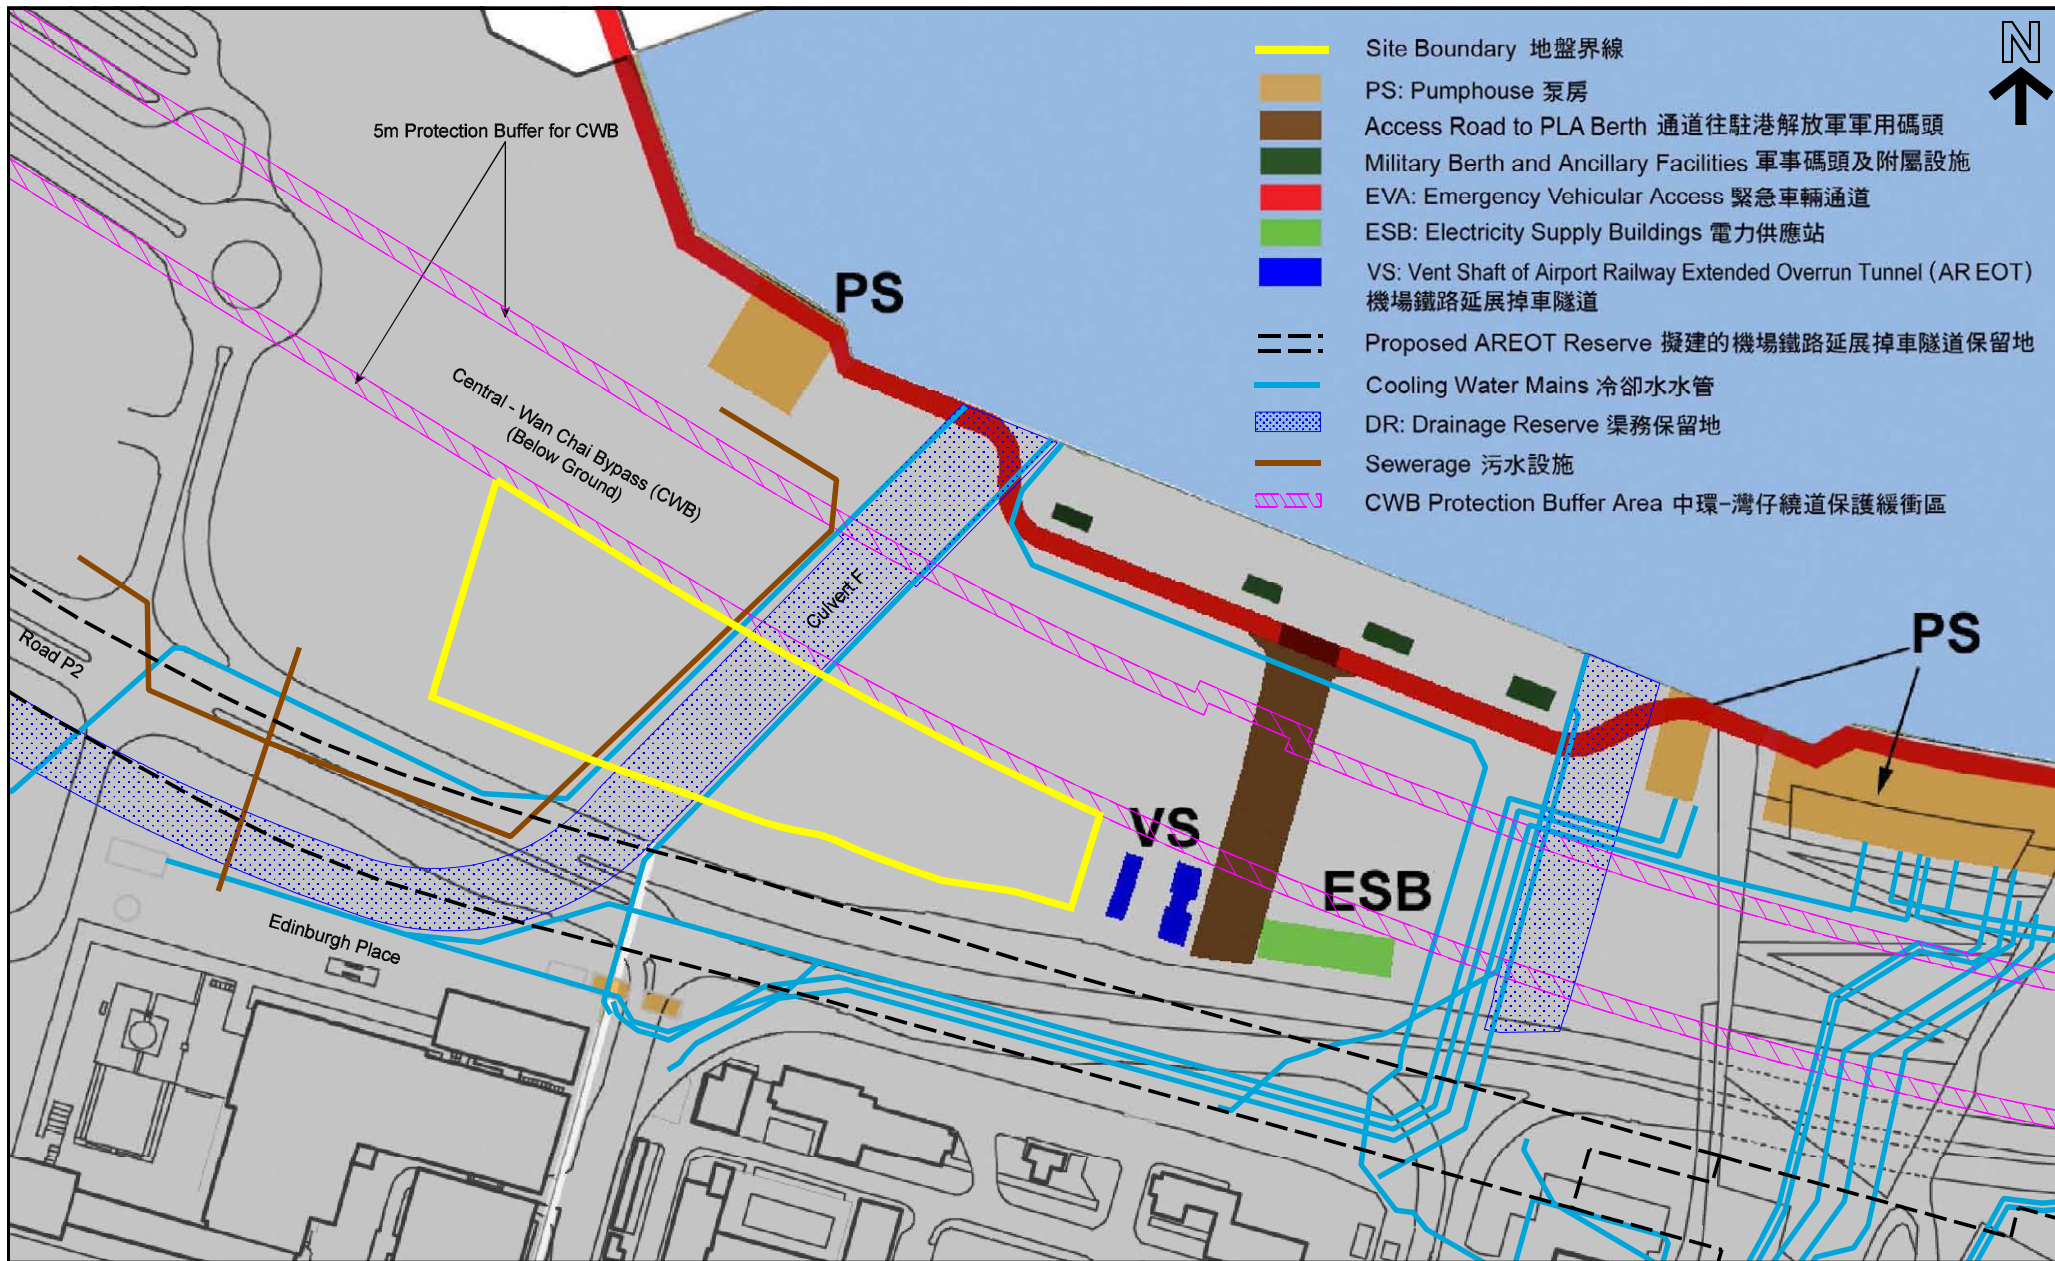 Site Boundary 地盤界線
N
PS: Pumphouse 泵房
Access Road to PLA Berth 通道往駐港解放軍軍用碼頭
Military Berth and Ancillary Facilities 軍事碼頭及附屬設施
EVA: Emergency Vehicular Access 緊急車輛通道
ESB: Electricity Supply Buildings 電力供應站
VS: Vent Shaft of Airport Railway Extended Overrun Tunnel (AR EOT)
機場鐵路延展掉車隧道
Proposed AREOT Reserve 擬建的機場鐵路延展掉車隧道保留地
Cooling Water Mains 冷卻水水管
DR: Drainage Reserve 渠務保留地
Sewerage 污水設施
CWB Protection Buffer Area 中環-灣仔繞道保護緩衝區
5m Protection Buffer for CWB
PS
Central - Wan Chai Bypass (CWB)
(Below Ground)
Culvert F
Road P2
PS
VS
ESB
Edinburgh Place